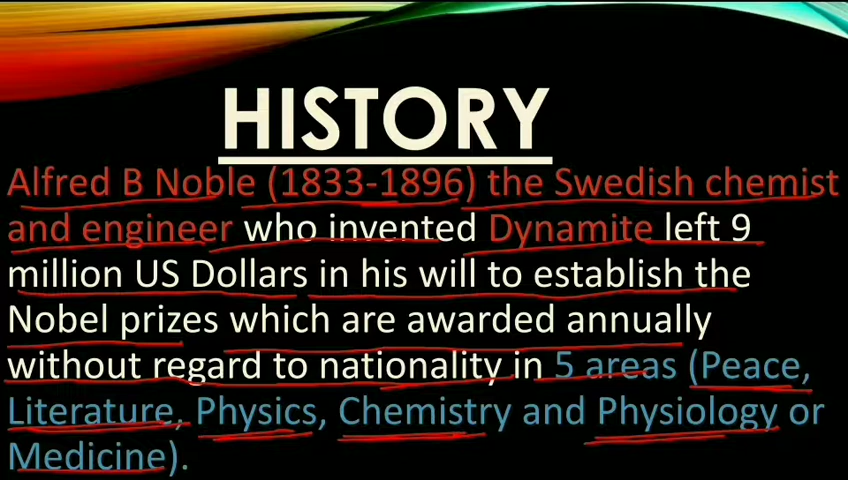 HISTORY
Alfred B Noble (1833-1896) the Swedish chemist
and engineer who invented Dynamite left 9
million US Dollars in his will to establish the
Nobel prizes which are awarded annually
without regard to nationality in 5 areas (Peace,
Literature, Physics, Chemistry and Physiology or
Medicine).